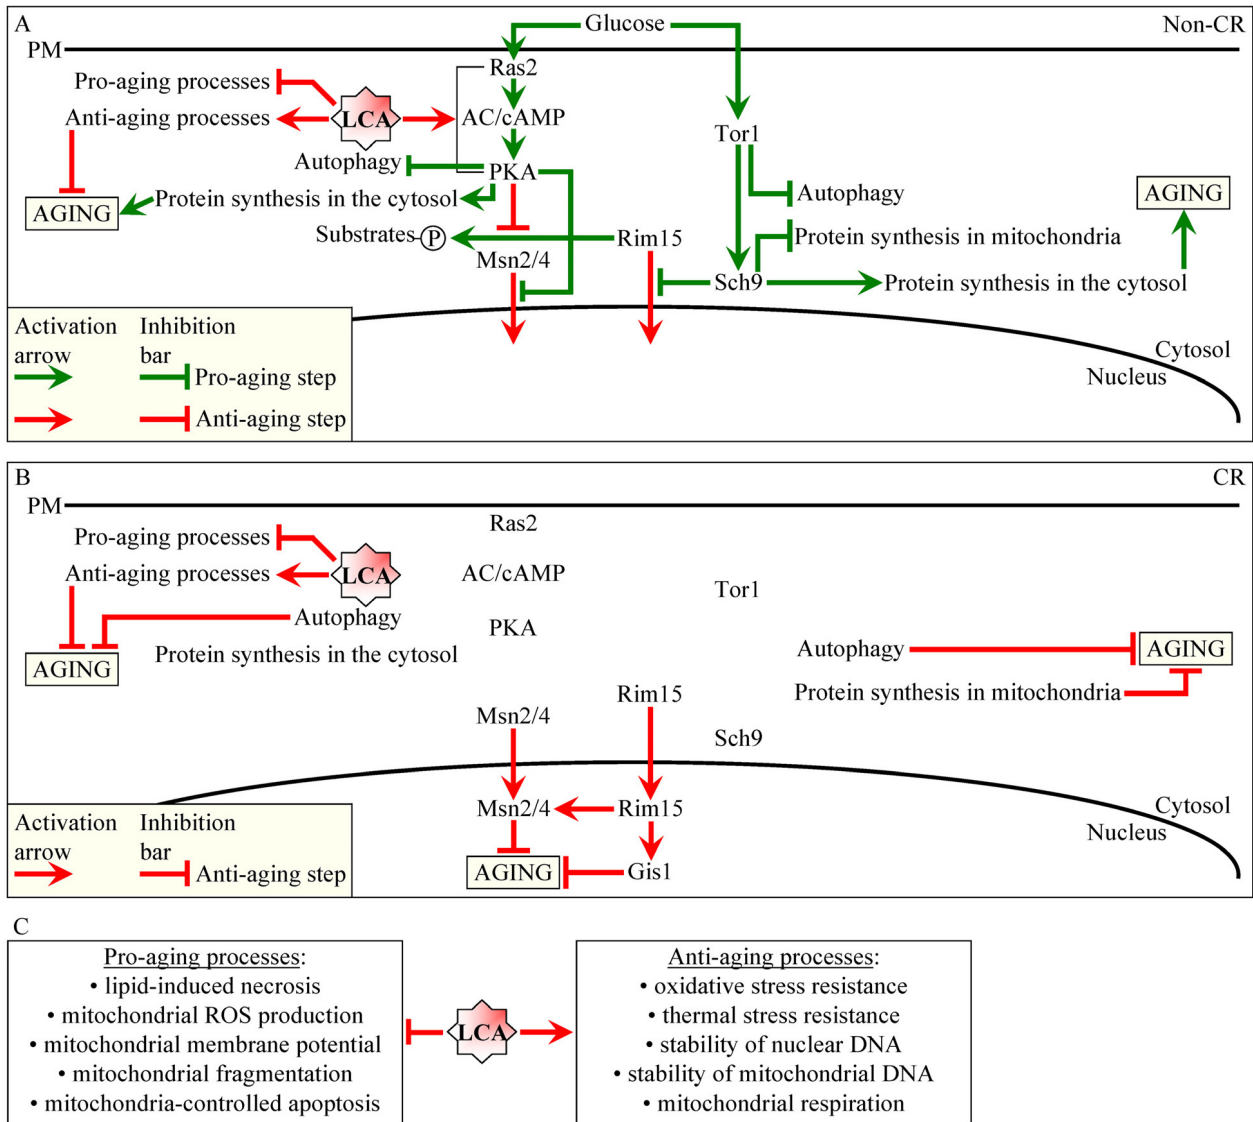 A
Glucose
Non-CR
PM
Pro-aging processes
Ras2
Anti-aging processes
LCA
AC/cAMP
Tor1
Autophagy
PKA
Protein synthesis in the cytosol
Autophagy
AGING
AGING
Substrates
P
Rim15
Protein synthesis in mitochondria
Msn2/4
Sch9
Protein synthesis in the cytosol
Activation
arrow
Inhibition
bar
Pro-aging step
Anti-aging step
Cytosol
Nucleus
B
CR
PM
Ras2
Pro-aging processes
Anti-aging processes
LCA
AC/cAMP
Tor1
Autophagy
PKA
Protein synthesis in the cytosol
AGING
Autophagy
AGING
Rim15
Protein synthesis in mitochondria
Msn2/4
Sch9
Msn2/4
Rim15
Cytosol
Nucleus
Activation
arrow
Inhibition
bar
Anti-aging step
AGING
Gis1
C
Pro-aging processes:
• lipid-induced necrosis
• mitochondrial ROS production
• mitochondrial membrane potential
• mitochondrial fragmentation
• mitochondria-controlled apoptosis
LCA
Anti-aging processes:
• oxidative stress resistance
• thermal stress resistance
• stability of nuclear DNA
• stability of mitochondrial DNA
• mitochondrial respiration